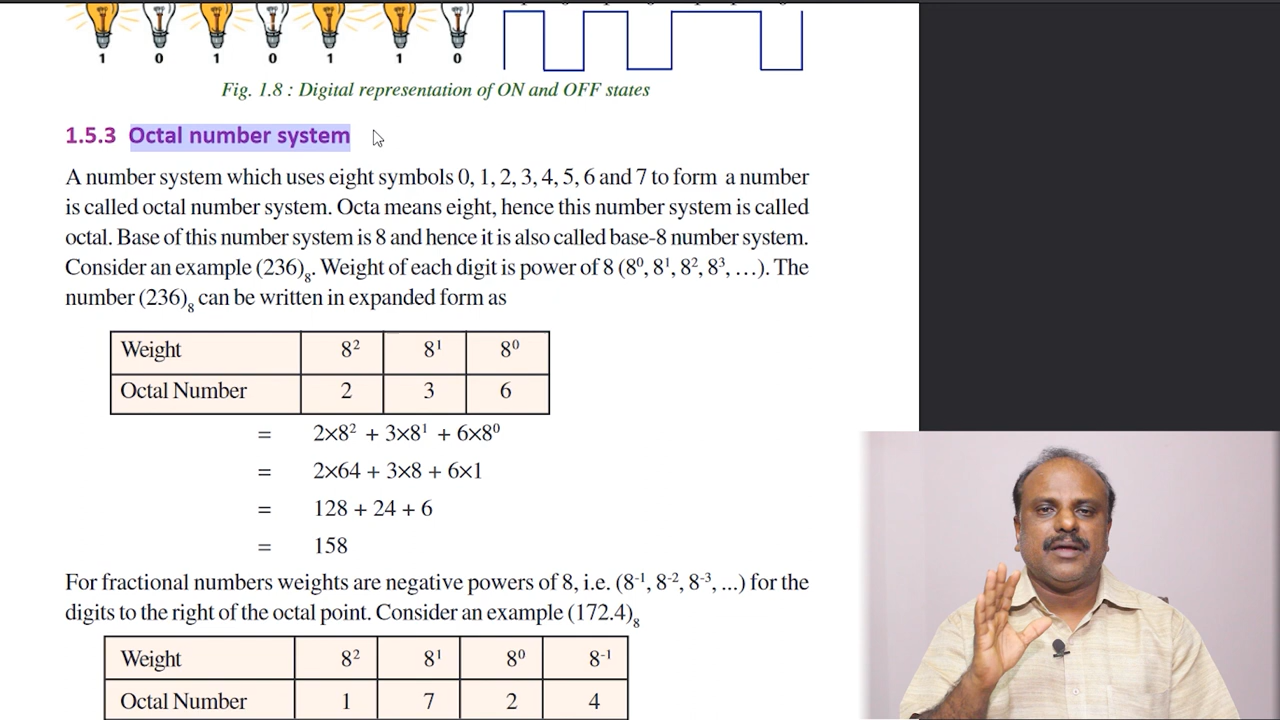 1 0 1 0 1 1 0
Fig. 1.8 : Digital representation of ON and OFF states
1.5.3 Octal number system
A number system which uses eight symbols 0, 1, 2, 3, 4, 5, 6 and 7 to form a number
is called octal number system. Octa means eight, hence this number system is called
octal. Base of this number system is 8 and hence it is also called base-8 number system.
Consider an example (236)₈. Weight of each digit is power of 8 (8⁰, 8¹, 8², 8³, …). The
number (236)₈ can be written in expanded form as
Weight 8² 8¹ 8⁰
Octal Number 2 3 6
= 2×8² + 3×8¹ + 6×8⁰
= 2×64 + 3×8 + 6×1
= 128 + 24 + 6
= 158
For fractional numbers weights are negative powers of 8, i.e. (8⁻¹, 8⁻², 8⁻³, ...) for the
digits to the right of the octal point. Consider an example (172.4)₈
Weight 8² 8¹ 8⁰ 8⁻¹
Octal Number 1 7 2 4